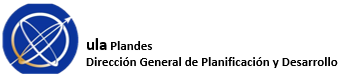 ula Plandes
Dirección General de Planificación y Desarrollo